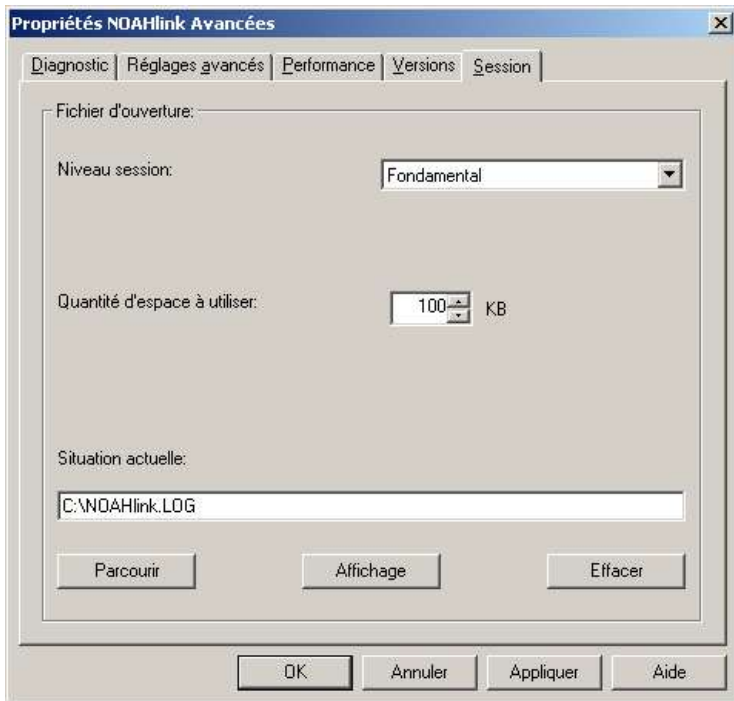 Propriétés NOAHlink Avancées
Diagnostic Réglages avancés Performance Versions Session
Fichier d'ouverture:
Niveau session: Fondamental
Quantité d'espace à utiliser: 100 KB
Situation actuelle:
C:\NOAHlink.LOG
Parcourir Affichage Effacer
OK Annuler Appliquer Aide